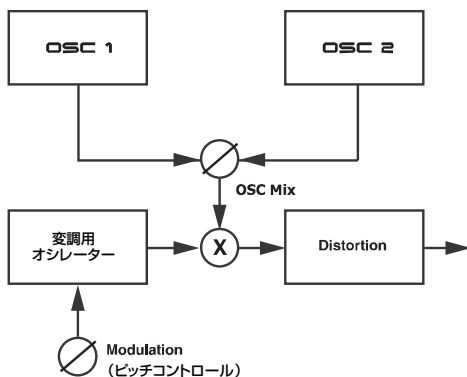 OSC 1
OSC 2
OSC Mix
変調用
オシレーター
X
Distortion
Modulation
（ピッチコントロール）